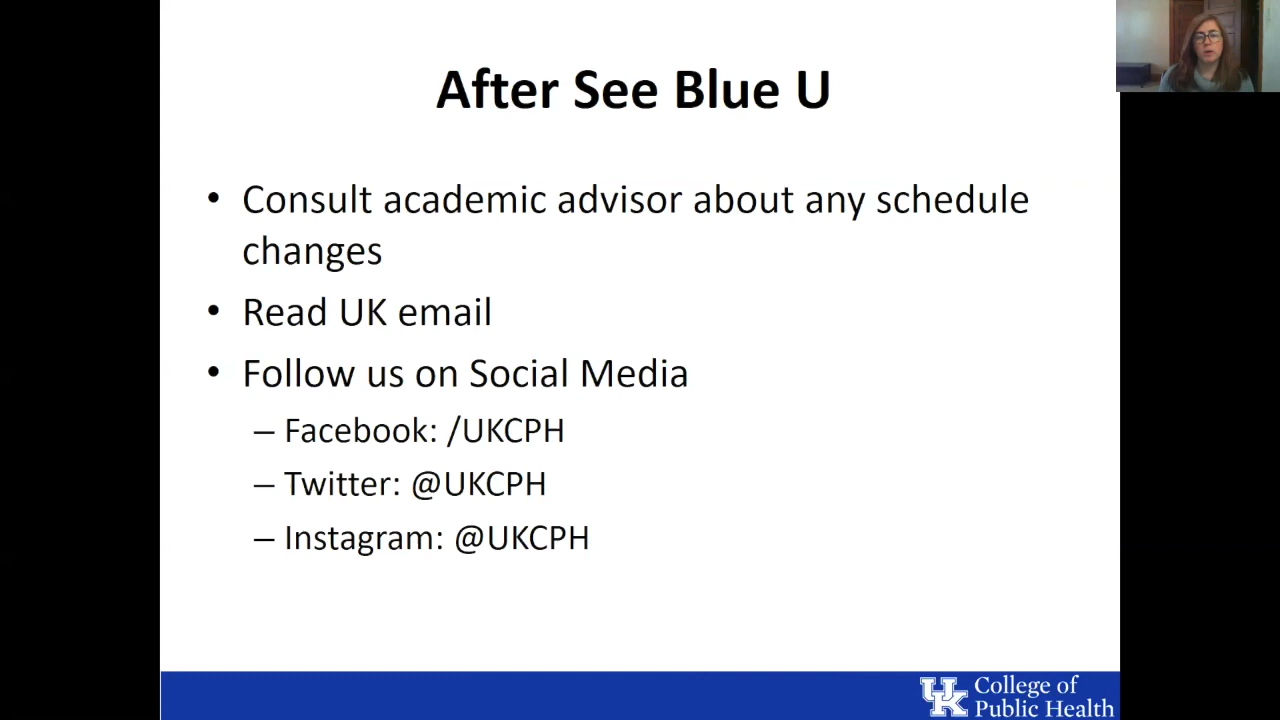 After See Blue U
• Consult academic advisor about any schedule
changes
• Read UK email
• Follow us on Social Media
– Facebook: /UKCPH
– Twitter: @UKCPH
– Instagram: @UKCPH
UK College of
Public Health